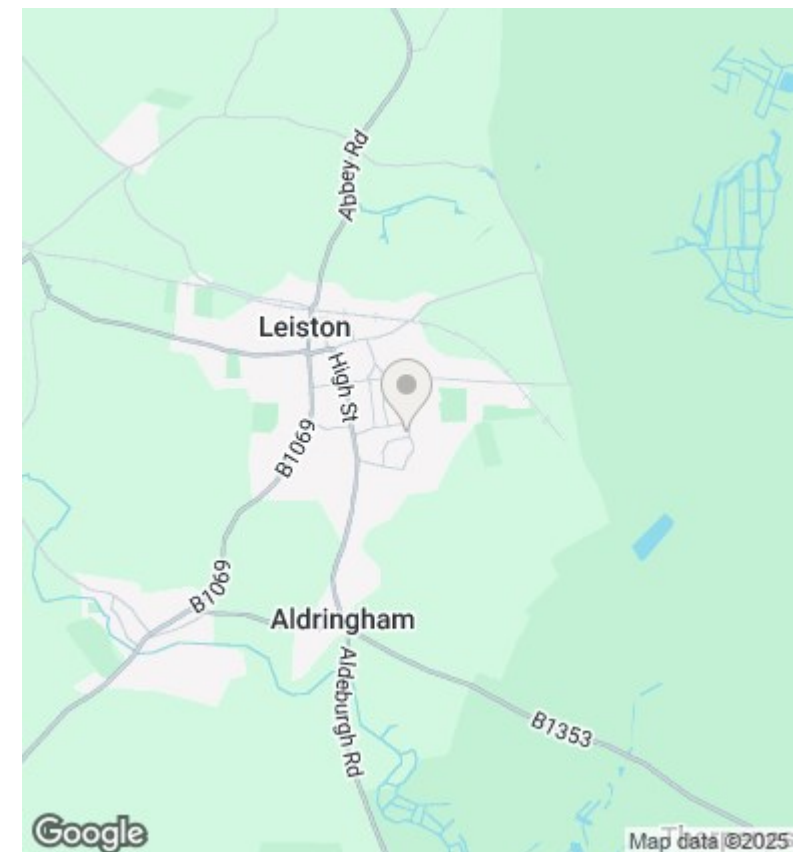 Abbey Rd
Leiston
High St
B1069
B1069
Aldringham
Aldeburgh Rd
B1353
Google
Map data ©2025